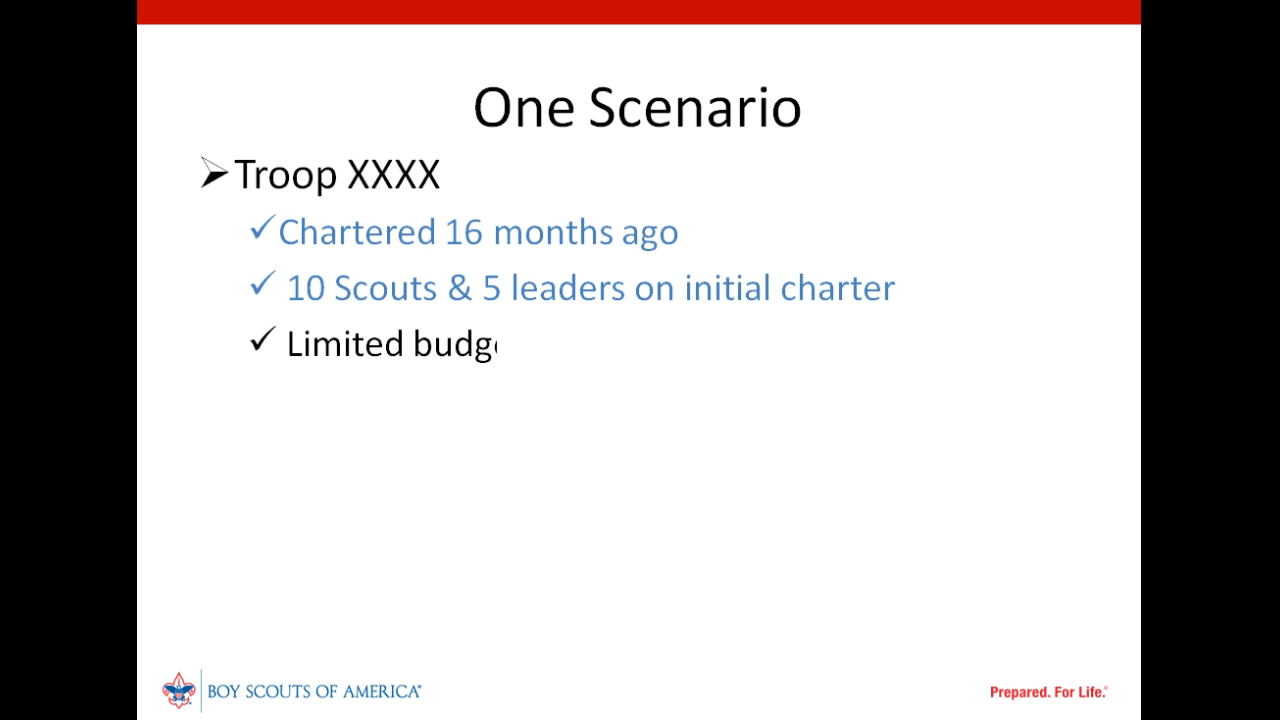 One Scenario
Troop XXXX
Chartered 16 months ago
10 Scouts & 5 leaders on initial charter
Limited budg
BOY SCOUTS OF AMERICA®
Prepared. For Life.®